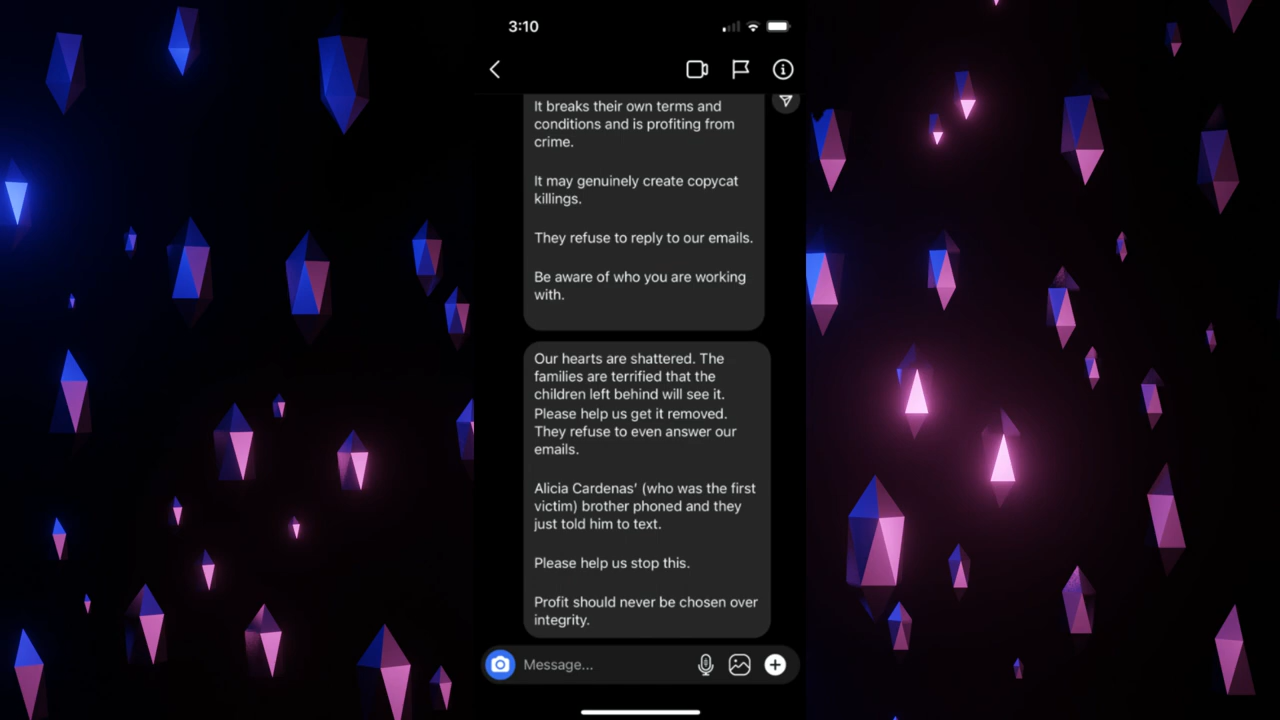 3:10
It breaks their own terms and
conditions and is profiting from
crime.
It may genuinely create copycat
killings.
They refuse to reply to our emails.
Be aware of who you are working
with.
Our hearts are shattered. The
families are terrified that the
children left behind will see it.
Please help us get it removed.
They refuse to even answer our
emails.
Alicia Cardenas' (who was the first
victim) brother phoned and they
just told him to text.
Please help us stop this.
Profit should never be chosen over
integrity.
Message...